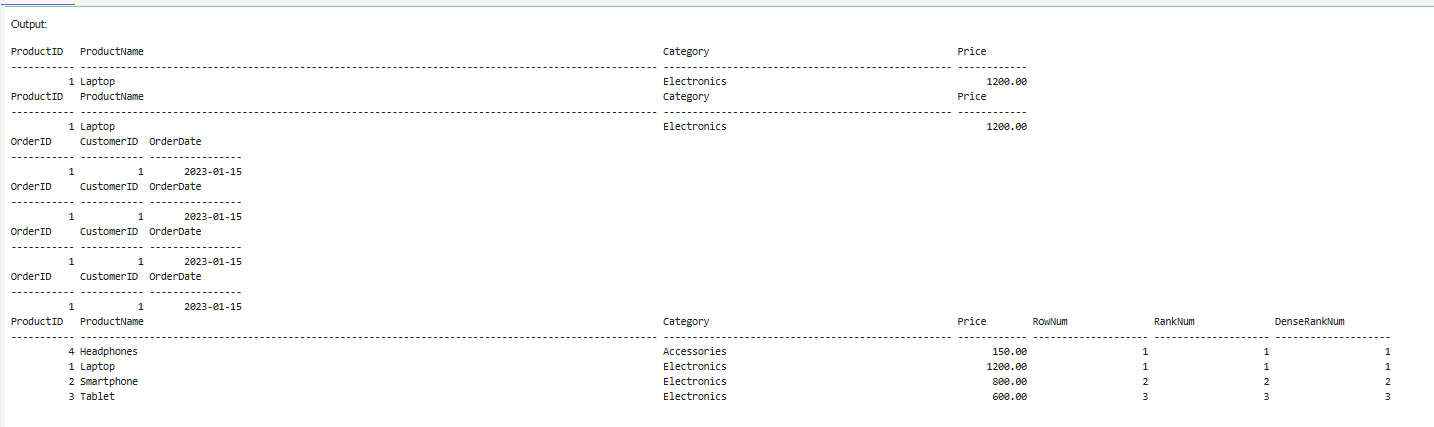 Output:
ProductID   ProductName                                                                                          Category                                           Price
----------- ---------------------------------------------------------------------------------------------------- -------------------------------------------------- ------------
          1 Laptop                                                                                               Electronics                                             1200.00
ProductID   ProductName                                                                                          Category                                           Price
----------- ---------------------------------------------------------------------------------------------------- -------------------------------------------------- ------------
          1 Laptop                                                                                               Electronics                                             1200.00
OrderID     CustomerID  OrderDate
----------- ----------- ----------------
          1           1       2023-01-15
OrderID     CustomerID  OrderDate
----------- ----------- ----------------
          1           1       2023-01-15
OrderID     CustomerID  OrderDate
----------- ----------- ----------------
          1           1       2023-01-15
OrderID     CustomerID  OrderDate
----------- ----------- ----------------
          1           1       2023-01-15
ProductID   ProductName                                                                                          Category                                           Price        RowNum               RankNum              DenseRankNum
----------- ---------------------------------------------------------------------------------------------------- -------------------------------------------------- ------------ -------------------- -------------------- --------------------
          4 Headphones                                                                                           Accessories                                              150.00                    1                    1                    1
          1 Laptop                                                                                               Electronics                                             1200.00                    1                    1                    1
          2 Smartphone                                                                                           Electronics                                              800.00                    2                    2                    2
          3 Tablet                                                                                               Electronics                                              600.00                    3                    3                    3